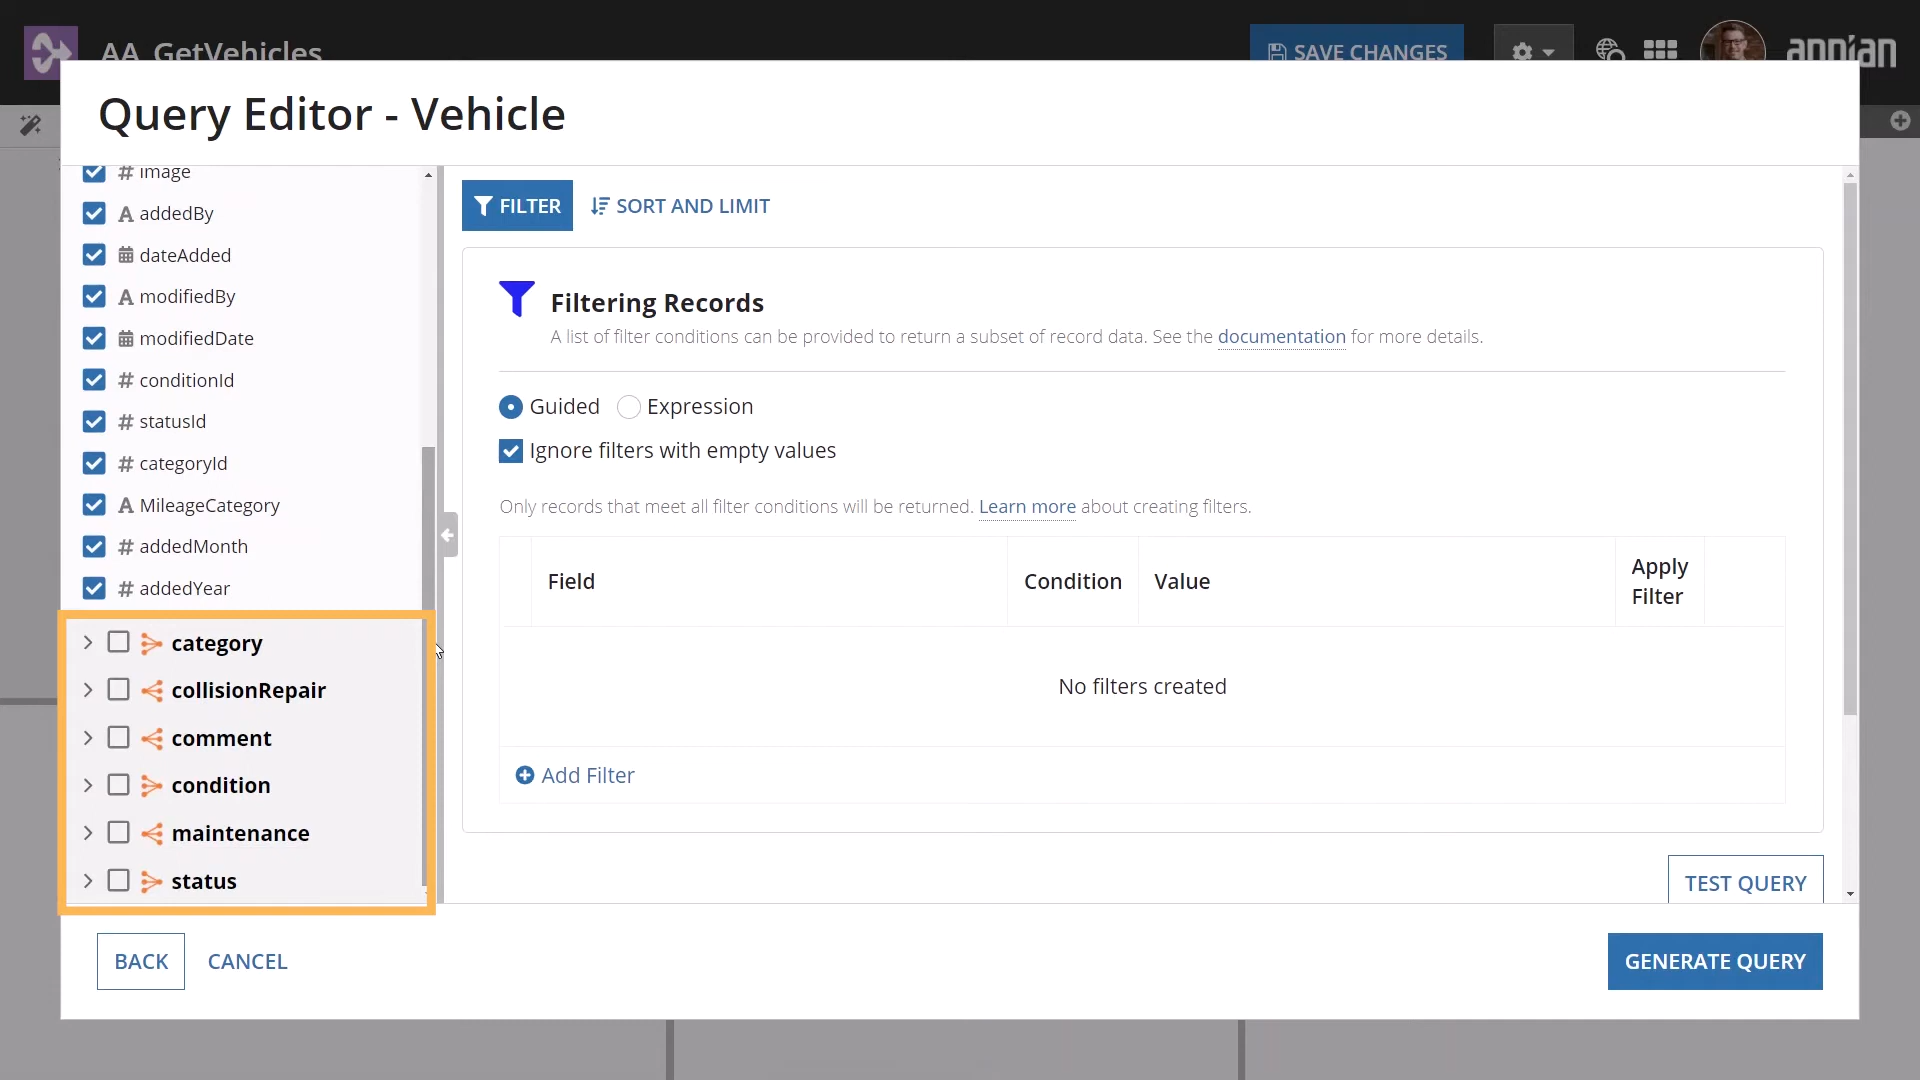 AA GetVehicles
SAVE CHANGES
appian
Query Editor - Vehicle
# image
A addedBy
dateAdded
A modifiedBy
modifiedDate
# conditionId
# statusId
# categoryId
A MileageCategory
# addedMonth
# addedYear
category
collisionRepair
comment
condition
maintenance
status
FILTER
SORT AND LIMIT
Filtering Records
A list of filter conditions can be provided to return a subset of record data. See the documentation for more details.
Guided
Expression
Ignore filters with empty values
Only records that meet all filter conditions will be returned. Learn more about creating filters.
Field
Condition
Value
Apply
Filter
No filters created
Add Filter
TEST QUERY
BACK
CANCEL
GENERATE QUERY